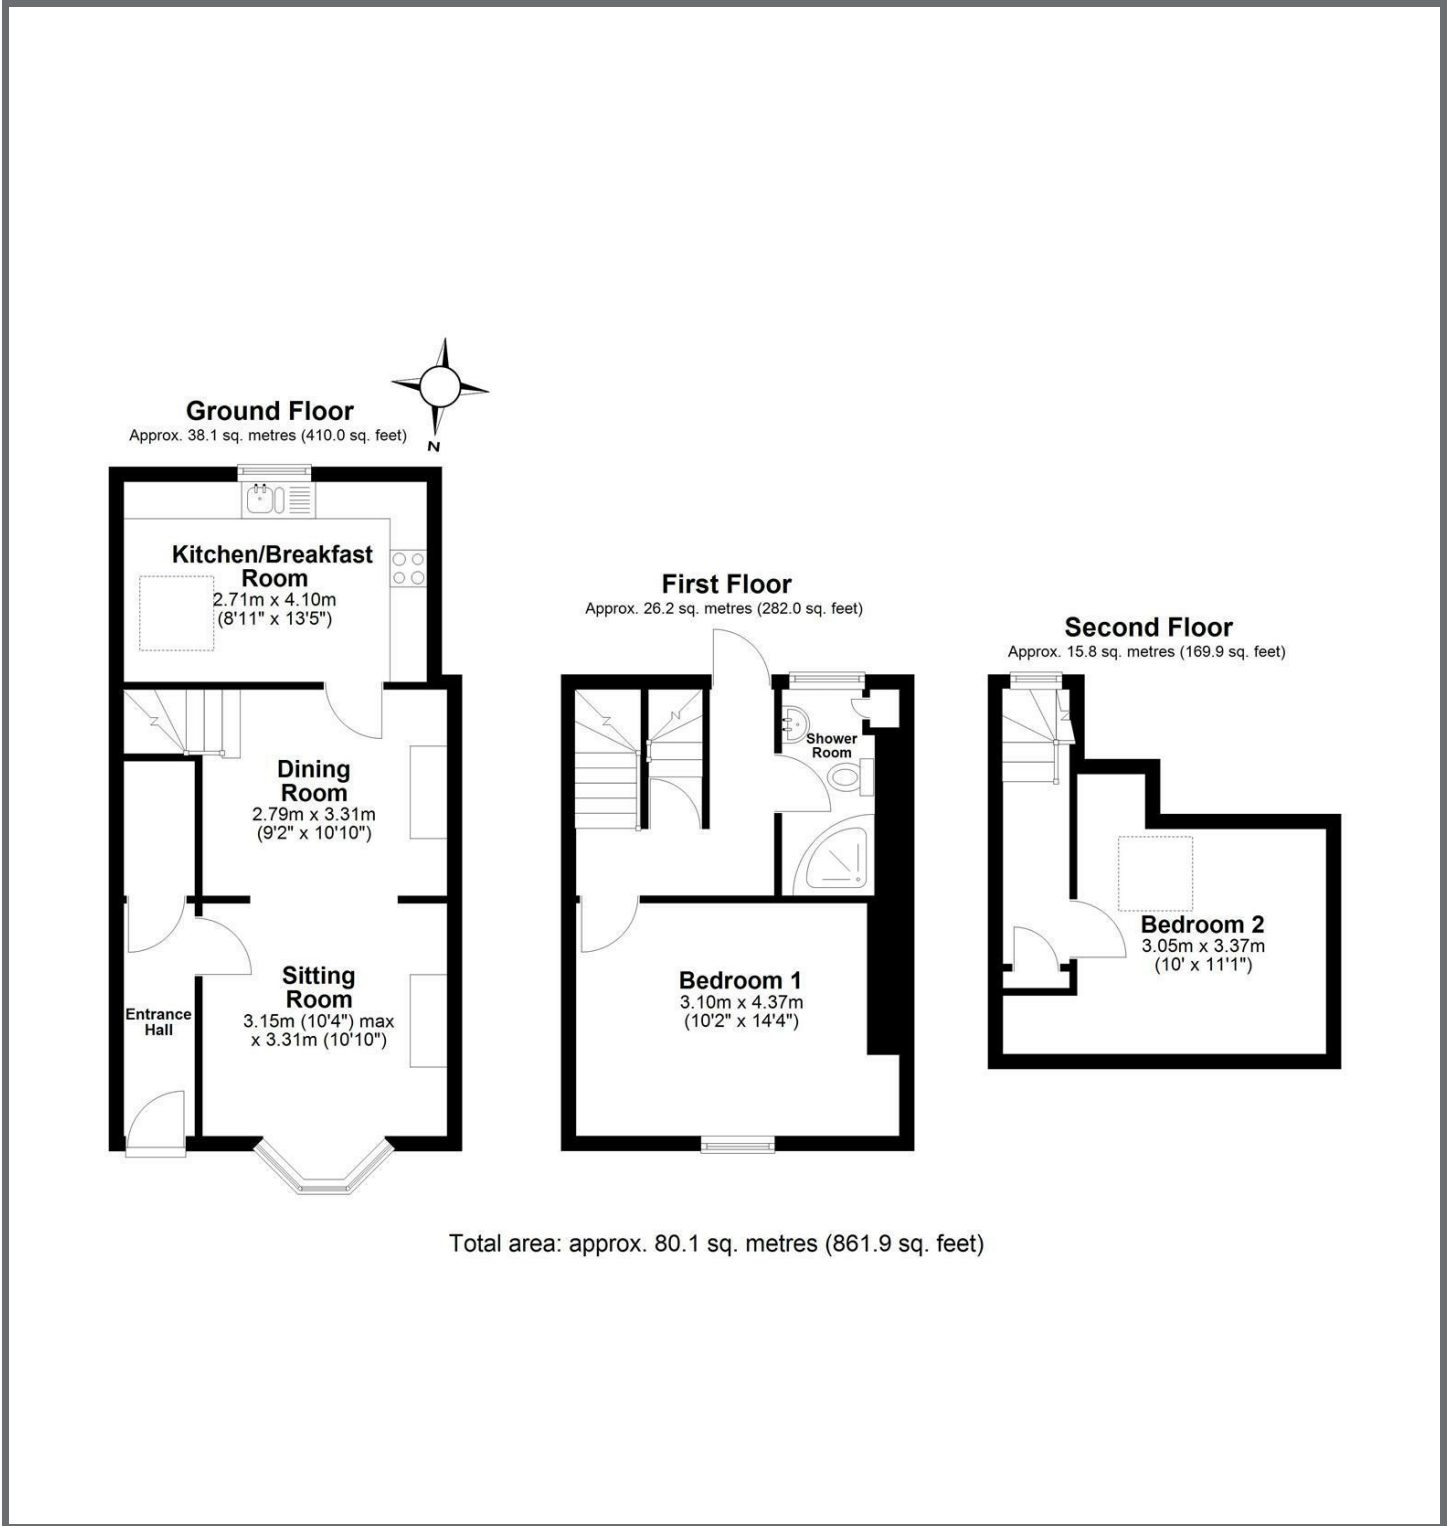 Ground Floor
Approx. 38.1 sq. metres (410.0 sq. feet)
N
Kitchen/Breakfast
Room
2.71m x 4.10m
(8'11" x 13'5")
Dining
Room
2.79m x 3.31m
(9'2" x 10'10")
Sitting
Room
3.15m (10'4") max
x 3.31m (10'10")
Entrance
Hall
First Floor
Approx. 26.2 sq. metres (282.0 sq. feet)
Shower
Room
Bedroom 1
3.10m x 4.37m
(10'2" x 14'4")
Second Floor
Approx. 15.8 sq. metres (169.9 sq. feet)
Bedroom 2
3.05m x 3.37m
(10' x 11'1")
Total area: approx. 80.1 sq. metres (861.9 sq. feet)